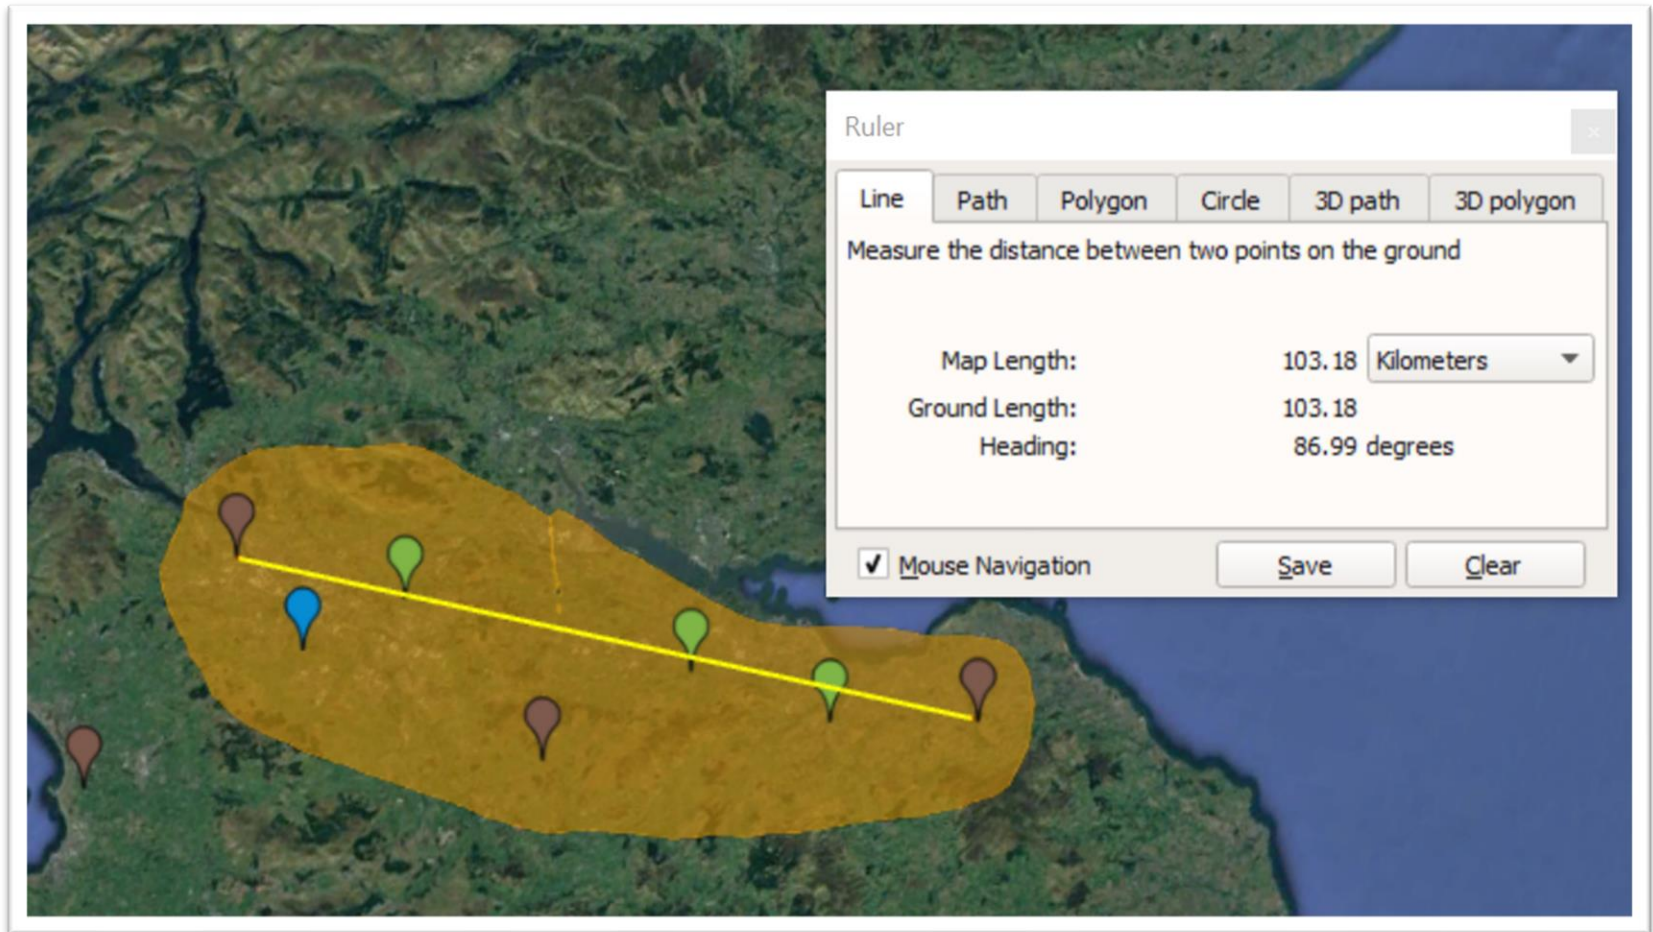 Ruler
Line Path Polygon Circle 3D path 3D polygon
Measure the distance between two points on the ground
Map Length: 103.18 Kilometers
Ground Length: 103.18
Heading: 86.99 degrees
Mouse Navigation Save Clear